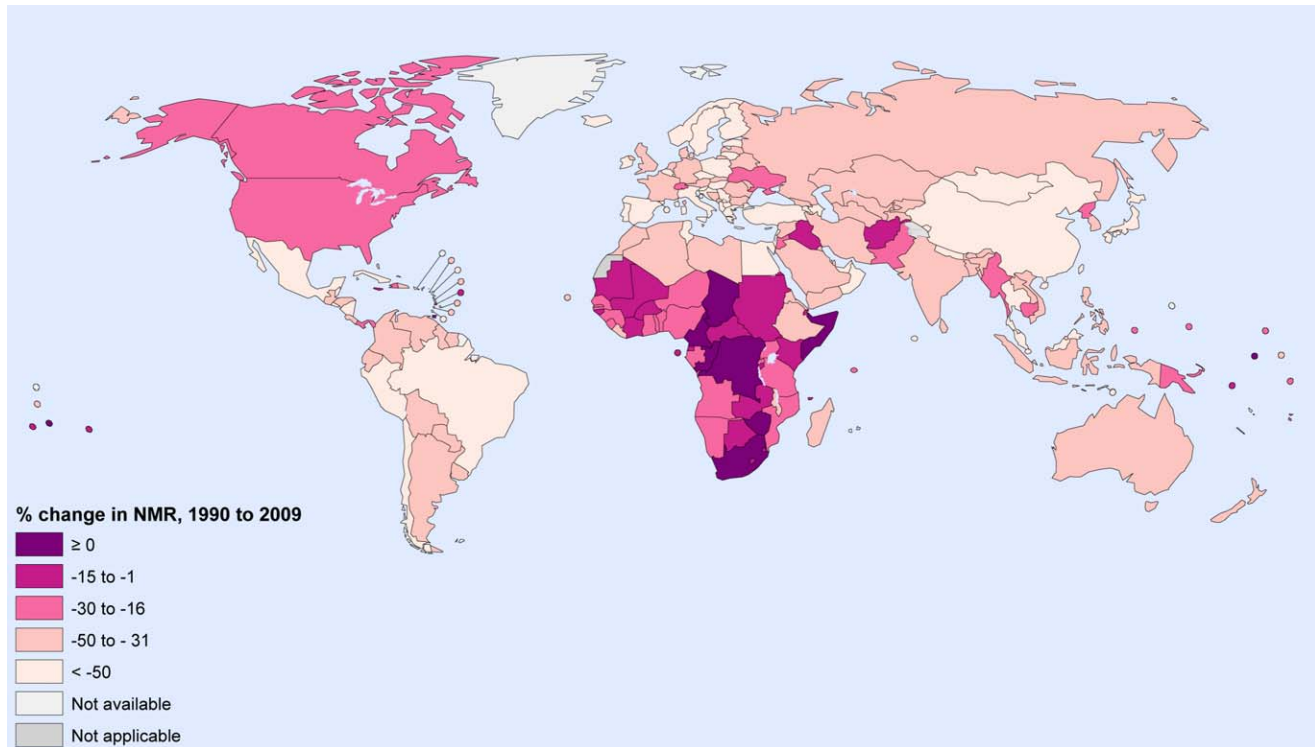 % change in NMR, 1990 to 2009
≥ 0
-15 to -1
-30 to -16
-50 to - 31
< -50
Not available
Not applicable